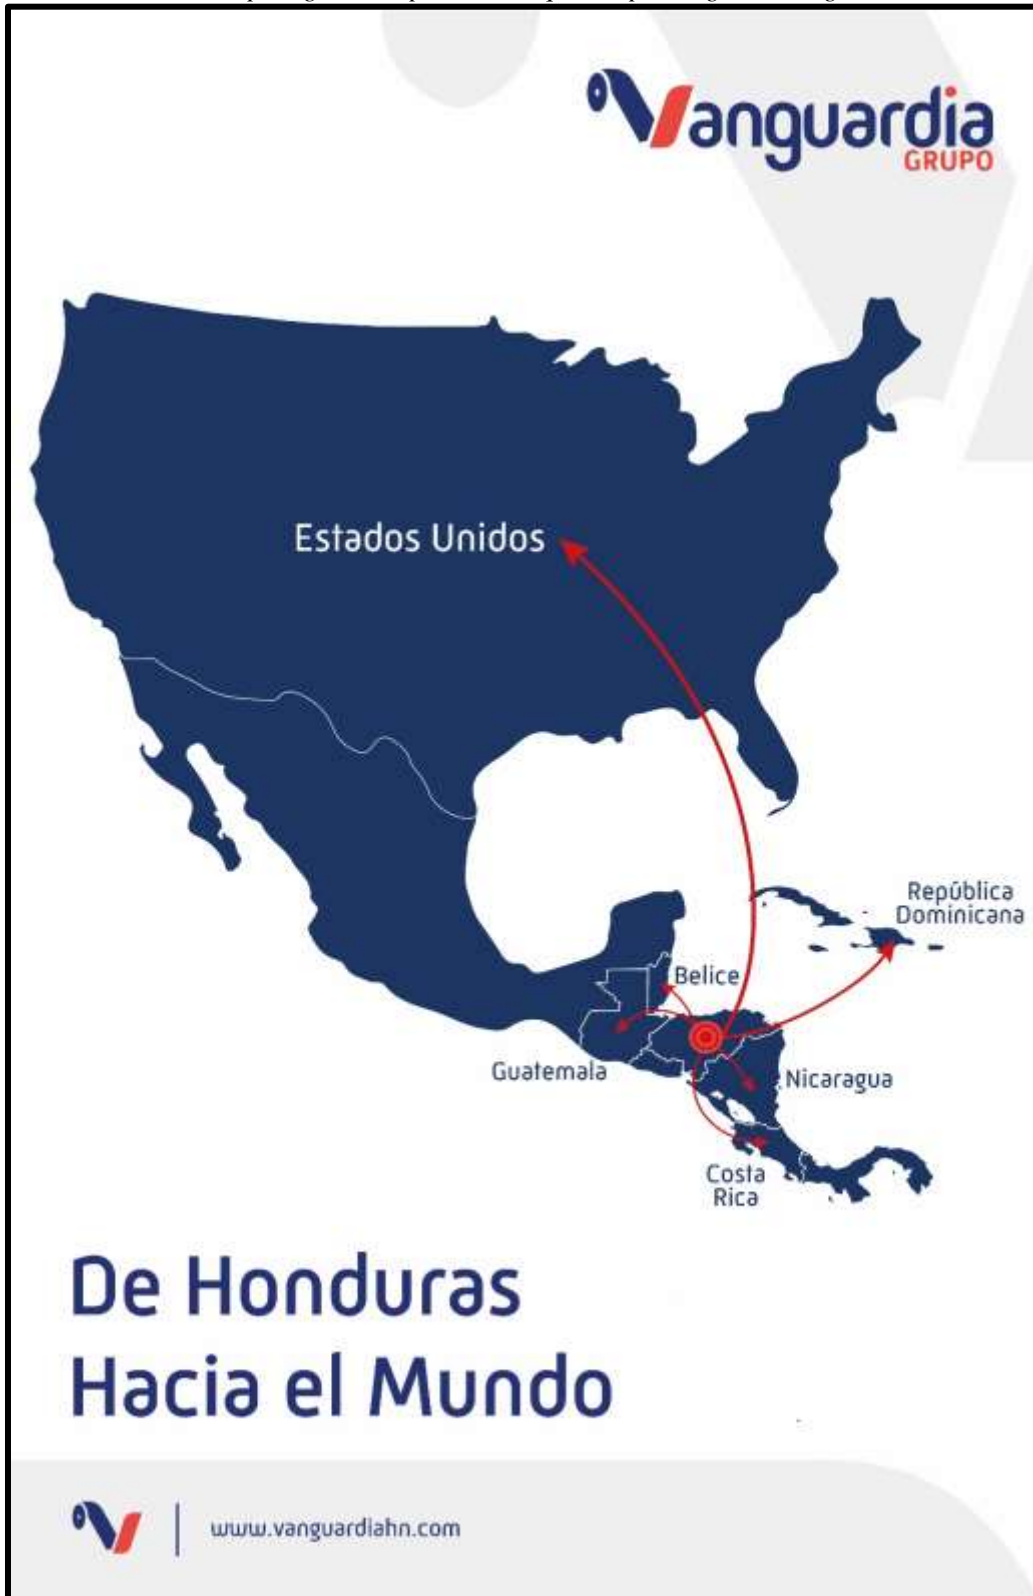 Vanguardia
GRUPO
Estados Unidos
República
Dominicana
Belice
Guatemala
Nicaragua
Costa
Rica
De Honduras
Hacia el Mundo
www.vanguardiahn.com